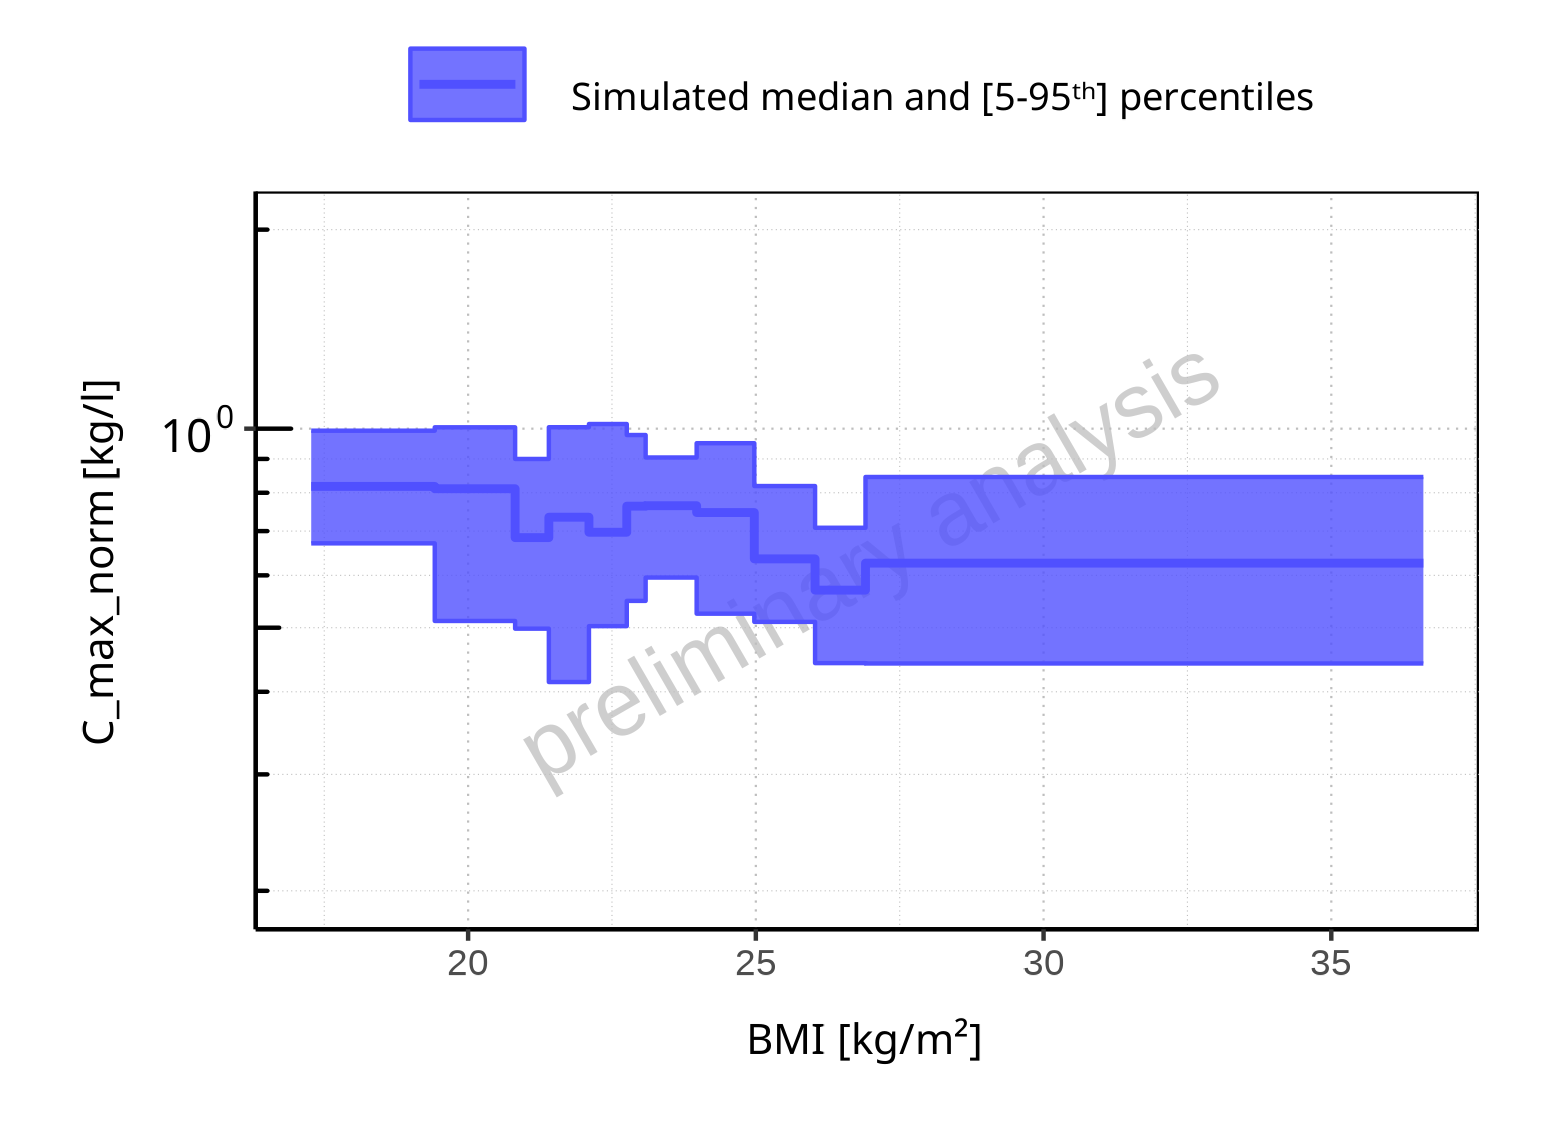 Simulated median and [5-95ᵗʰ] percentiles
C_max_norm [kg/l]
10⁰
preliminary analysis
20 25 30 35
BMI [kg/m²]